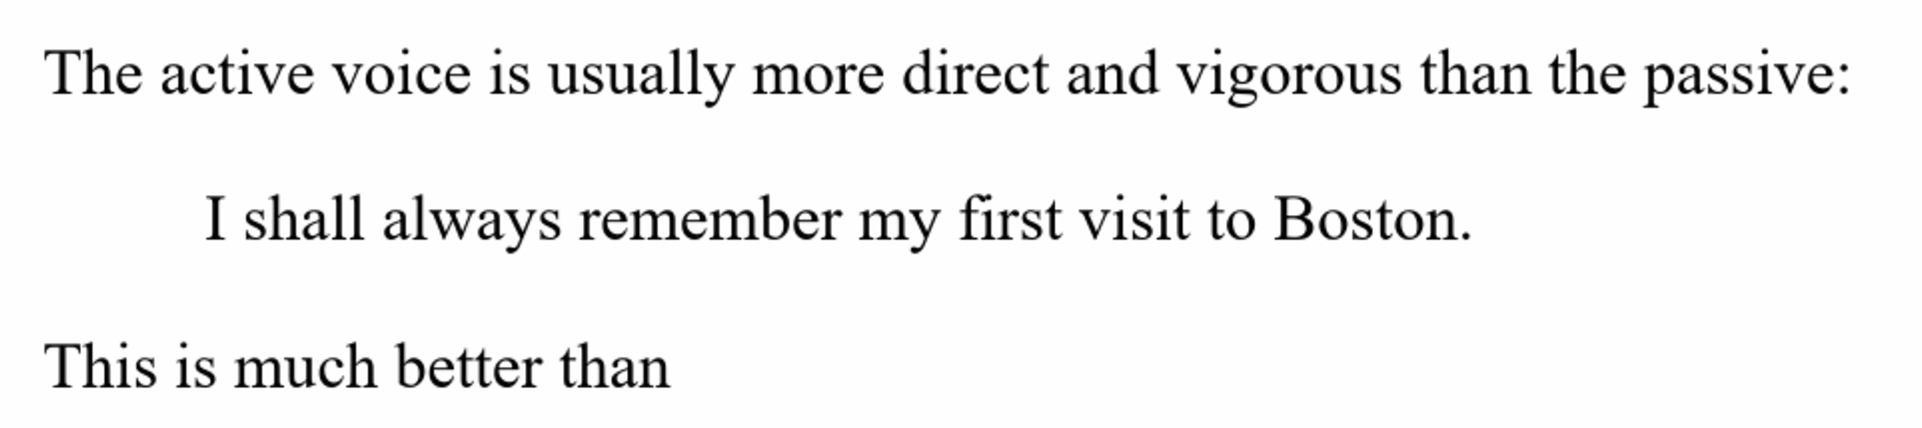 The active voice is usually more direct and vigorous than the passive:
I shall always remember my first visit to Boston.
This is much better than